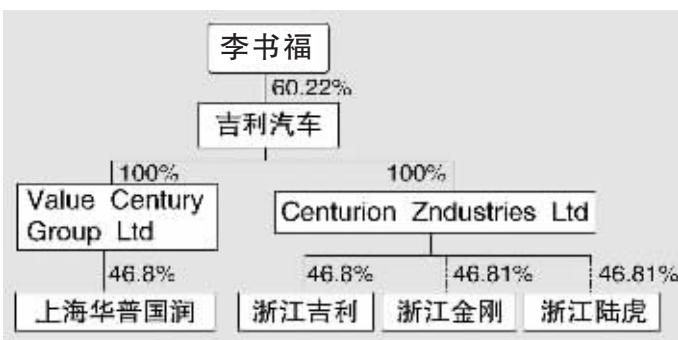 李书福
60.22%
吉利汽车
100%
100%
Value Century
Group Ltd
Centurion Zndustries Ltd
46.8%
46.8%
46.81%
46.81%
上海华普国润
浙江吉利
浙江金刚
浙江陆虎